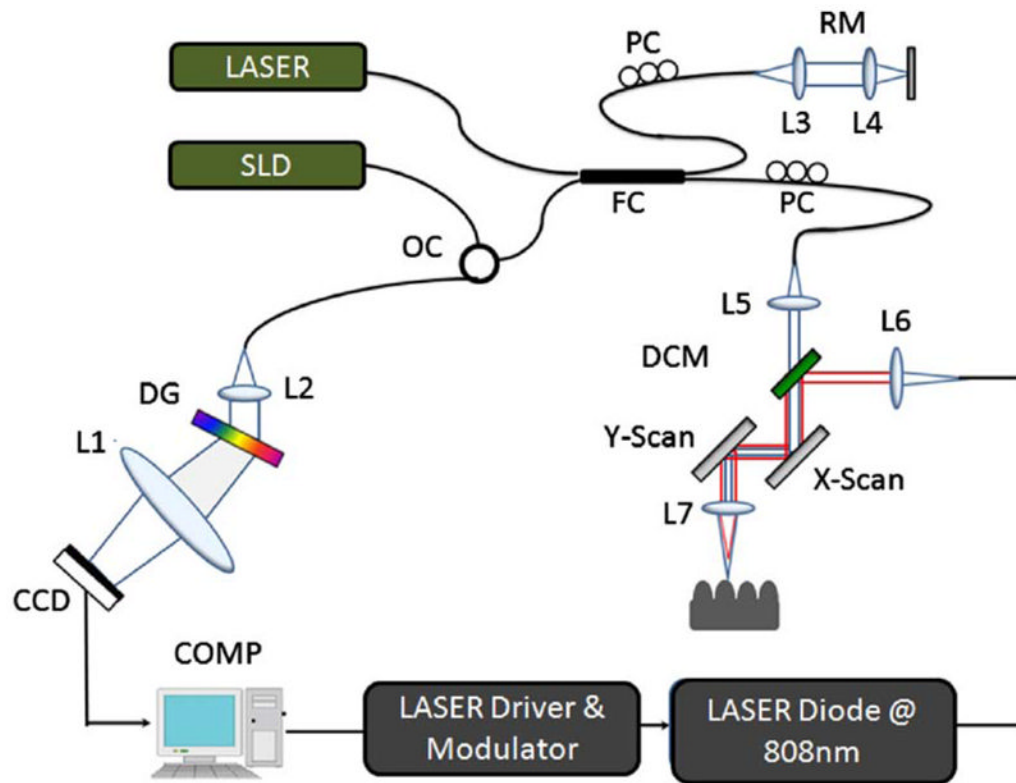 LASER
SLD
PC
RM
L3
L4
FC
PC
OC
L5
L6
DCM
L2
DG
L1
Y-Scan
X-Scan
L7
CCD
COMP
LASER Driver &
Modulator
LASER Diode @
808nm